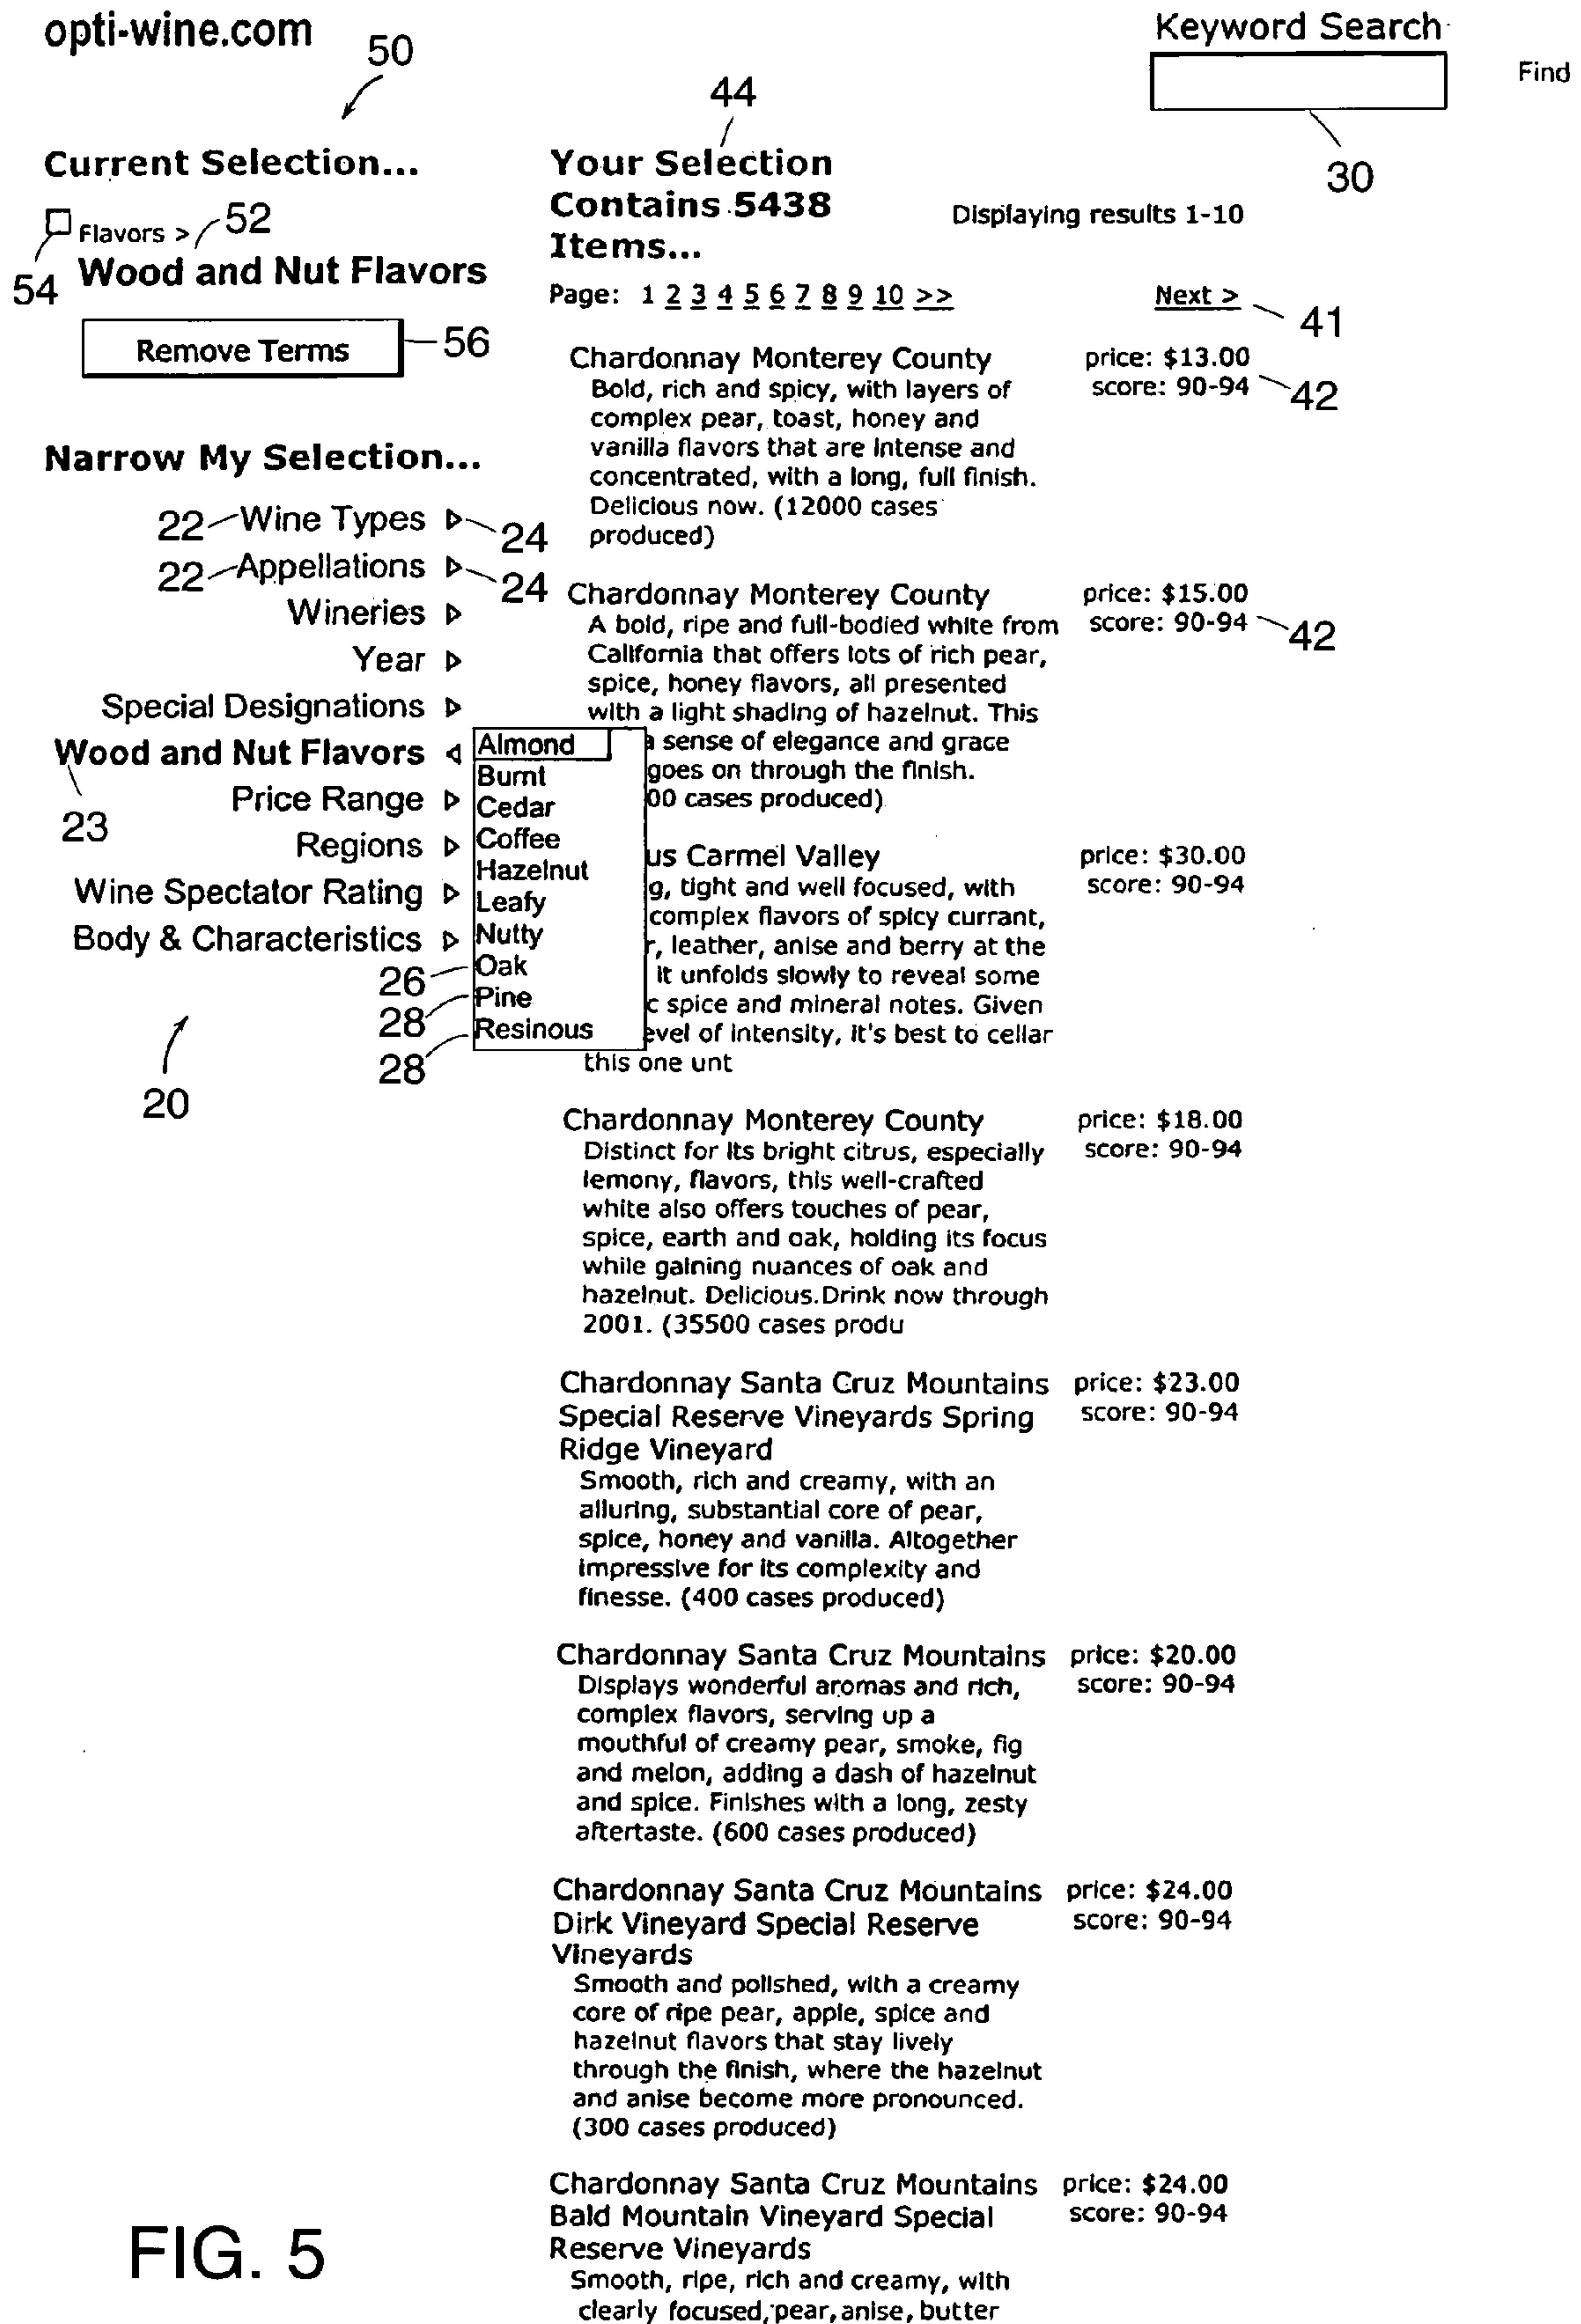 opti-wine.com
50
Keyword Search
Find
30
44
Current Selection...
Flavors >
52
54
Wood and Nut Flavors
Remove Terms
56
Narrow My Selection...
22 Wine Types 24
22 Appellations 24
Wineries
Year
Special Designations
Wood and Nut Flavors
23
Price Range
Regions
Wine Spectator Rating
Body & Characteristics
20
Almond
Burnt
Cedar
Coffee
Hazelnut
Leafy
Nutty
26 Oak
28 Pine
28 Resinous
Your Selection
Contains 5438
Items...
Displaying results 1-10
Page: 1 2 3 4 5 6 7 8 9 10 >>
Next >
41
Chardonnay Monterey County
price: $13.00
score: 90-94
42
Bold, rich and spicy, with layers of
complex pear, toast, honey and
vanilla flavors that are intense and
concentrated, with a long, full finish.
Delicious now. (12000 cases
produced)
Chardonnay Monterey County
price: $15.00
score: 90-94
42
A bold, ripe and full-bodied white from
California that offers lots of rich pear,
spice, honey flavors, all presented
with a light shading of hazelnut. This
a sense of elegance and grace
goes on through the finish.
00 cases produced)
us Carmel Valley
price: $30.00
score: 90-94
g, tight and well focused, with
complex flavors of spicy currant,
r, leather, anise and berry at the
It unfolds slowly to reveal some
c spice and mineral notes. Given
evel of intensity, it's best to cellar
this one unt
Chardonnay Monterey County
price: $18.00
score: 90-94
Distinct for its bright citrus, especially
lemony, flavors, this well-crafted
white also offers touches of pear,
spice, earth and oak, holding its focus
while gaining nuances of oak and
hazelnut. Delicious.Drink now through
2001. (35500 cases produ
Chardonnay Santa Cruz Mountains
Special Reserve Vineyards Spring
Ridge Vineyard
price: $23.00
score: 90-94
Smooth, rich and creamy, with an
alluring, substantial core of pear,
spice, honey and vanilla. Altogether
impressive for its complexity and
finesse. (400 cases produced)
Chardonnay Santa Cruz Mountains
price: $20.00
score: 90-94
Displays wonderful aromas and rich,
complex flavors, serving up a
mouthful of creamy pear, smoke, fig
and melon, adding a dash of hazelnut
and spice. Finishes with a long, zesty
aftertaste. (600 cases produced)
Chardonnay Santa Cruz Mountains
Dirk Vineyard Special Reserve
Vineyards
price: $24.00
score: 90-94
Smooth and polished, with a creamy
core of ripe pear, apple, spice and
hazelnut flavors that stay lively
through the finish, where the hazelnut
and anise become more pronounced.
(300 cases produced)
Chardonnay Santa Cruz Mountains
Bald Mountain Vineyard Special
Reserve Vineyards
price: $24.00
score: 90-94
Smooth, ripe, rich and creamy, with
clearly focused, pear, anise, butter
FIG. 5